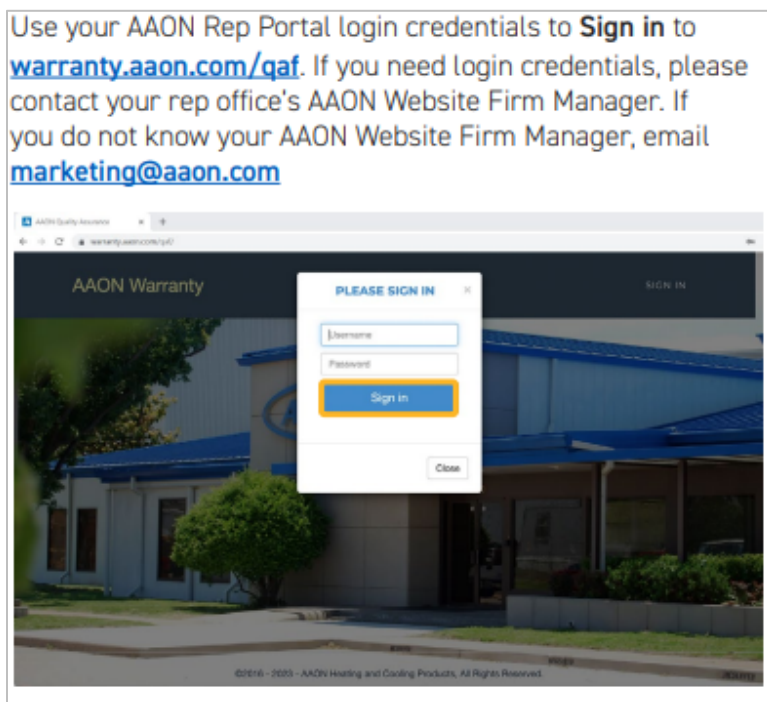 Use your AAON Rep Portal login credentials to Sign in to
warranty.aaon.com/qaf. If you need login credentials, please
contact your rep office's AAON Website Firm Manager. If
you do not know your AAON Website Firm Manager, email
marketing@aaon.com
AAON Quality Assurance
warranty.aaon.com/qaf/
AAON Warranty
PLEASE SIGN IN ×
SIGN IN
Username
Password
Sign in
Close
©2016 - 2023 - AAON Heating and Cooling Products, All Rights Reserved.